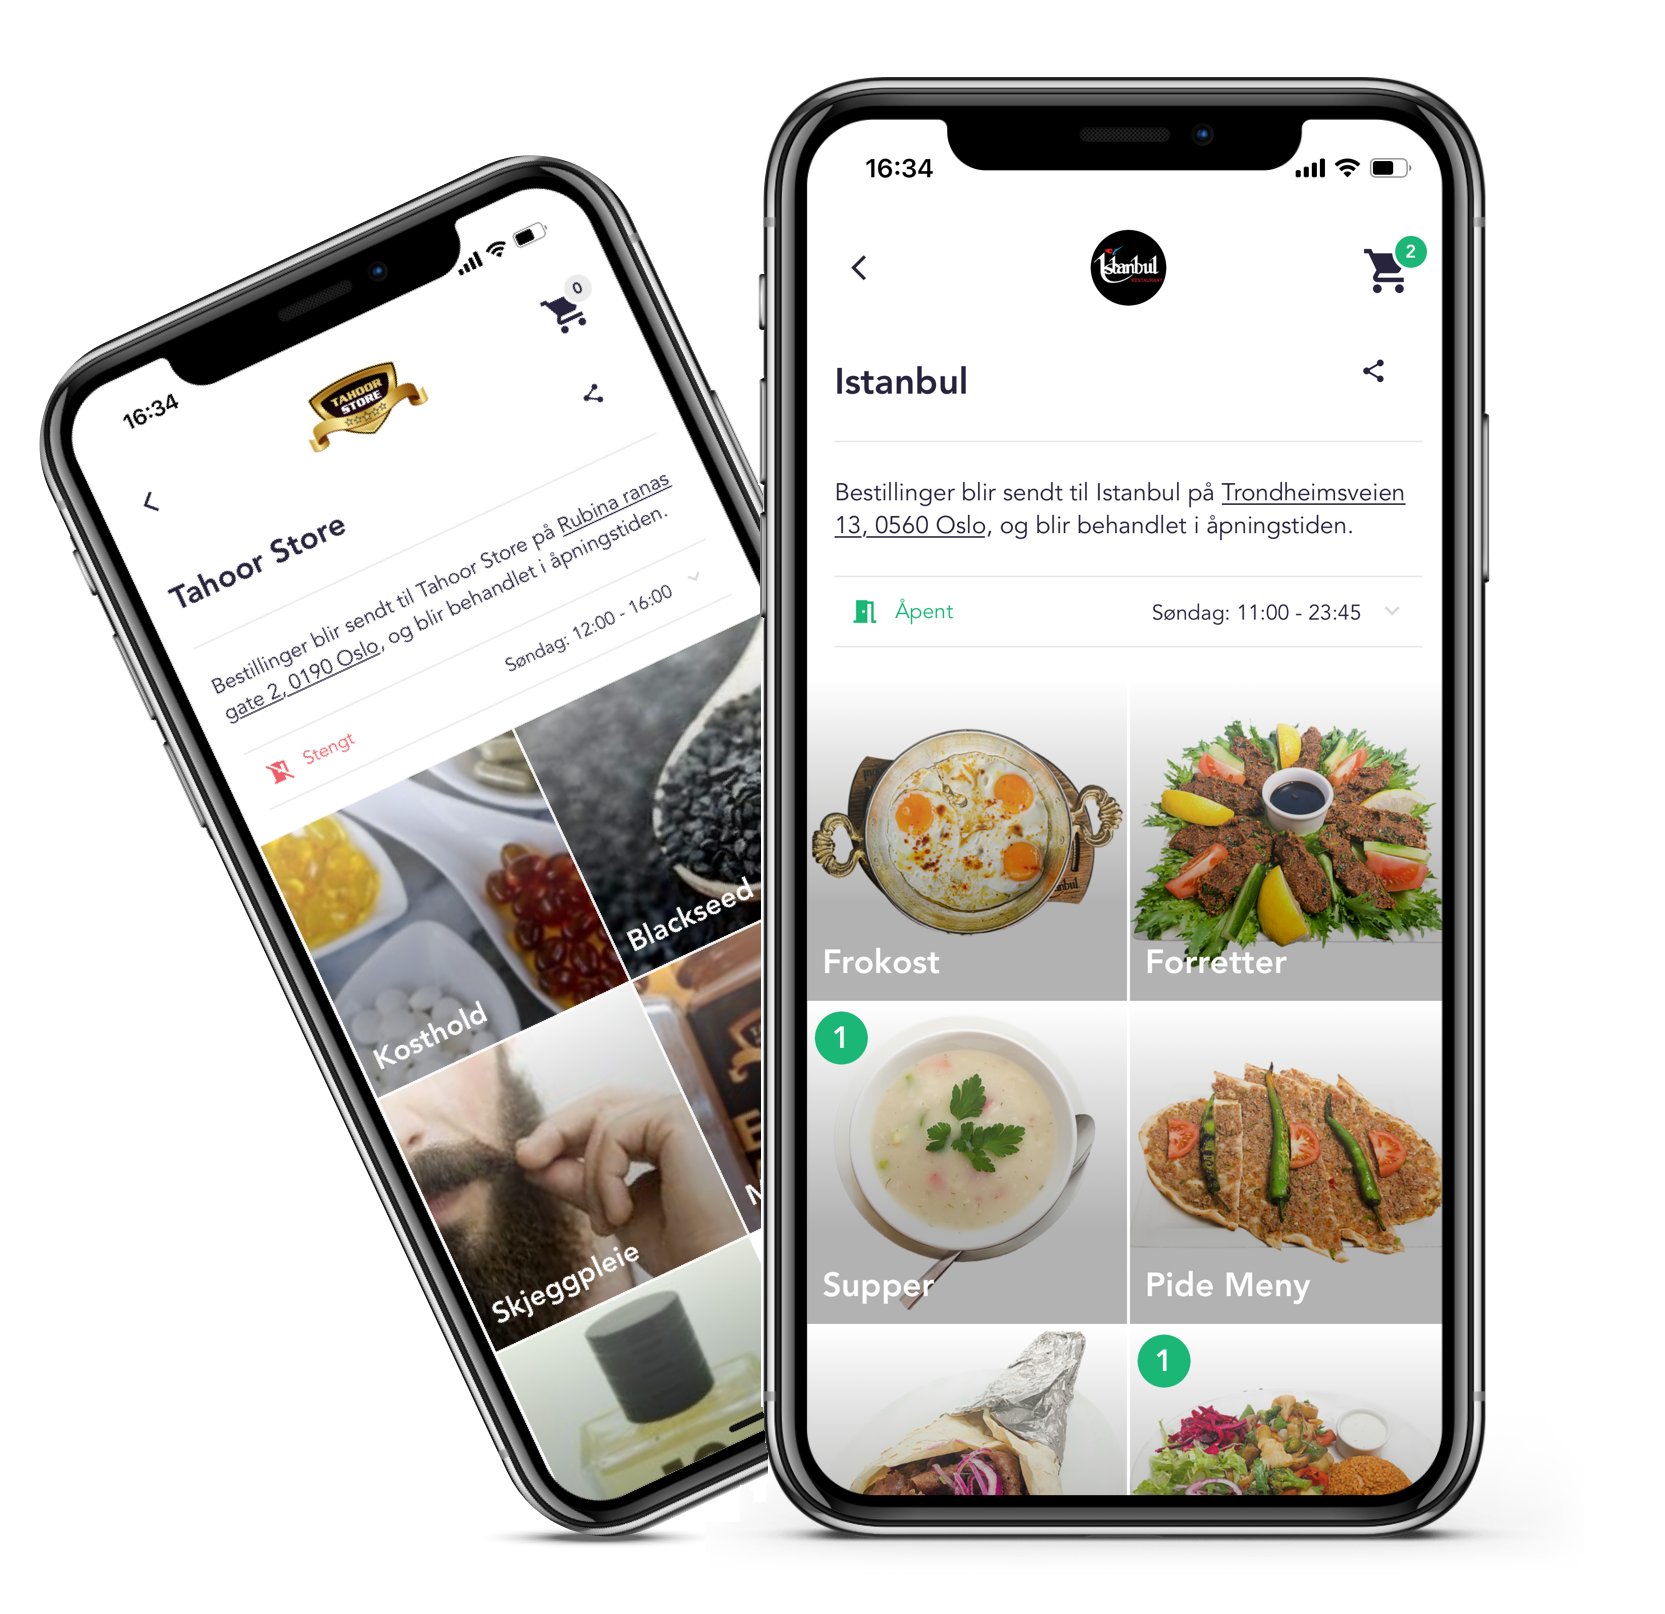 16:34
0
TAHOOR
STORE
Tahoor Store
Bestillinger blir sendt til Tahoor Store på Rubina ranas
gate 2, 0190 Oslo, og blir behandlet i åpningstiden.
Stengt
Søndag: 12:00 - 16:00
Kosthold
Blackseed
Skjeggpleie
16:34
Istanbul
RESTAURANT
2
Istanbul
Bestillinger blir sendt til Istanbul på Trondheimsveien
13, 0560 Oslo, og blir behandlet i åpningstiden.
Åpent
Søndag: 11:00 - 23:45
Frokost
Forretter
1
Supper
Pide Meny
1